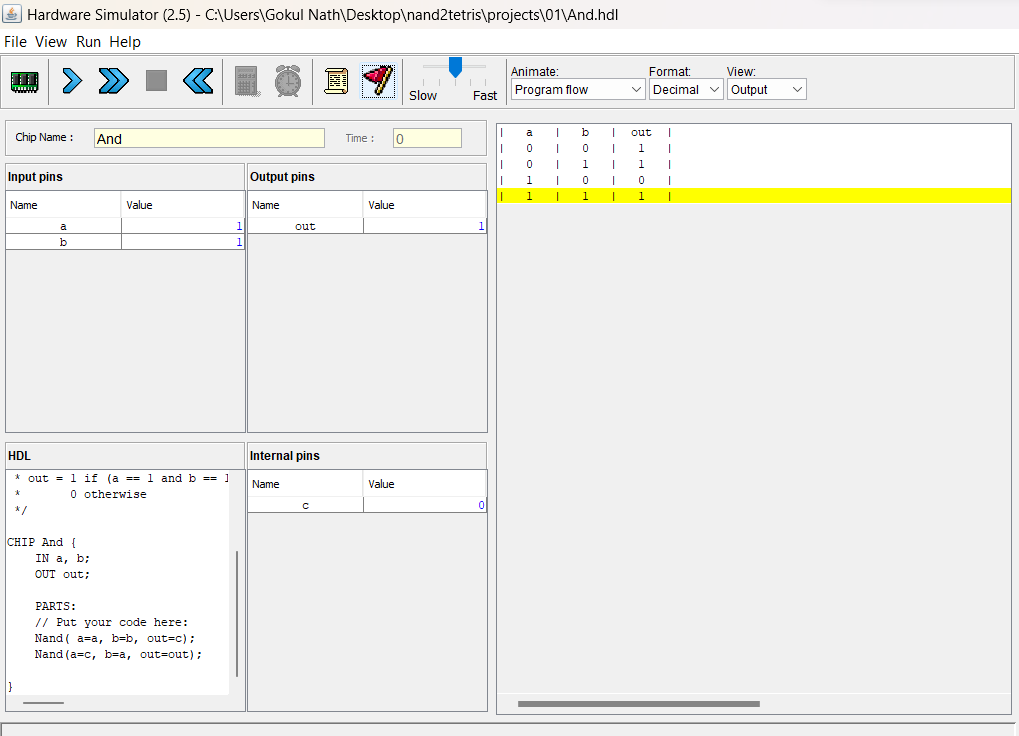 Hardware Simulator (2.5) - C:\Users\Gokul Nath\Desktop\nand2tetris\projects\01\And.hdl
File View Run Help
Slow Fast
Animate: Format: View:
Program flow Decimal Output
Chip Name : And Time : 0
Input pins
Name Value
a 1
b 1
Output pins
Name Value
out 1
HDL
* out = 1 if (a == 1 and b == 1
* 0 otherwise
*/
CHIP And {
IN a, b;
OUT out;
PARTS:
// Put your code here:
Nand( a=a, b=b, out=c);
Nand(a=c, b=a, out=out);
}
Internal pins
Name Value
c 0
| a | b | out |
| 0 | 0 | 1 |
| 0 | 1 | 1 |
| 1 | 0 | 0 |
| 1 | 1 | 1 |